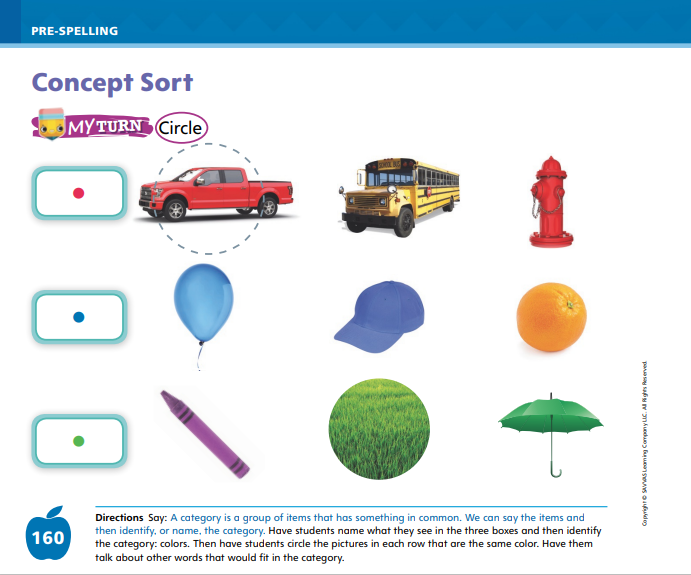 PRE-SPELLING
Concept Sort
MY TURN Circle
SCHOOL BUS
Directions Say: A category is a group of items that has something in common. We can say the items and
then identify, or name, the category. Have students name what they see in the three boxes and then identify
the category: colors. Then have students circle the pictures in each row that are the same color. Have them
talk about other words that would fit in the category.
160
Copyright © SAVVAS Learning Company LLC. All Rights Reserved.